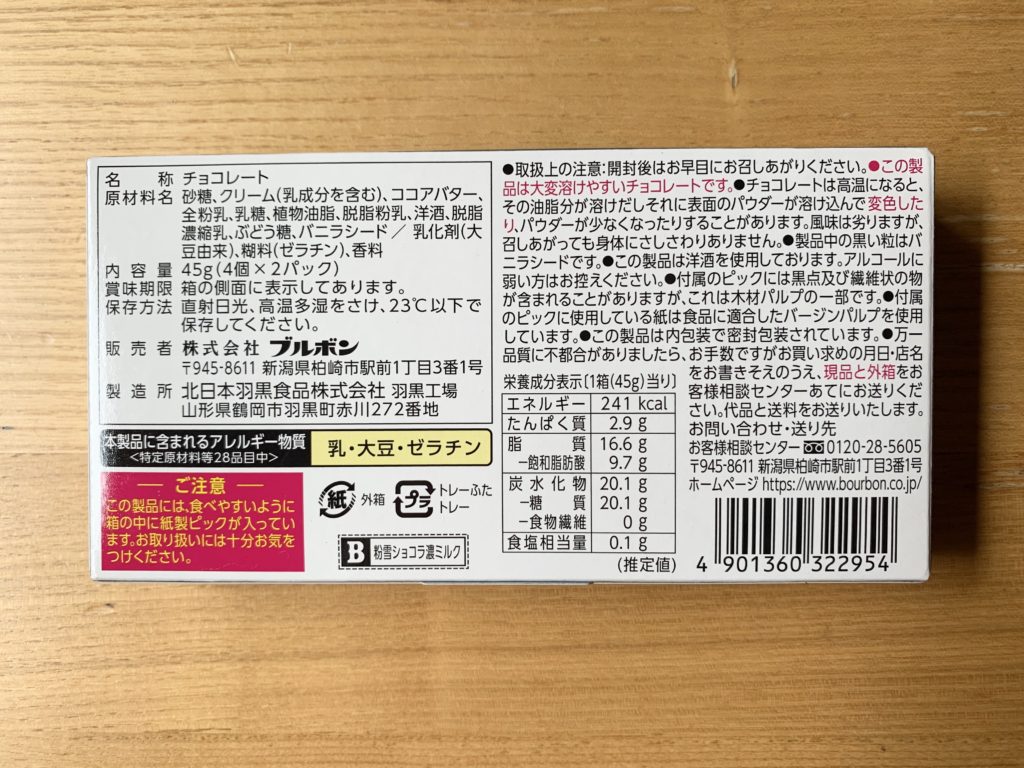 名称 チョコレート
原材料名 砂糖、クリーム(乳成分を含む)、ココアバター、
全粉乳、乳糖、植物油脂、脱脂粉乳、洋酒、脱脂
濃縮乳、ぶどう糖、バニラシード／乳化剤(大
豆由来)、糊料(ゼラチン)、香料
内容量 45g(4個×2パック)
賞味期限 箱の側面に表示してあります。
保存方法 直射日光、高温多湿をさけ、23℃以下で
保存してください。
販売者 株式会社 ブルボン
〒945-8611 新潟県柏崎市駅前1丁目3番1号
製造所 北日本羽黒食品株式会社 羽黒工場
山形県鶴岡市羽黒町赤川272番地
本製品に含まれるアレルギー物質
<特定原材料等28品目中>
乳・大豆・ゼラチン
― ご注意 ―
この製品には、食べやすいように
箱の中に紙製ピックが入っていま
す。お取り扱いには十分お気を
つけください。
紙 外箱
プラ トレーふた
トレー
B 粉雪ショコラ濃ミルク
●取扱上の注意:開封後はお早目にお召しあがりください。●この製
品は大変溶けやすいチョコレートです。●チョコレートは高温になると、
その油脂分が溶けだしそれに表面のパウダーが溶け込んで変色した
り、パウダーが少なくなったりすることがあります。風味は劣りますが、
召しあがっても身体にさしさわりありません。●製品中の黒い粒はバ
ニラシードです。●この製品は洋酒を使用しております。アルコールに
弱い方はお控えください。●付属のピックには黒点及び繊維状の物
が含まれることがありますが、これは木材パルプの一部です。●付属
のピックに使用している紙は食品に適合したバージンパルプを使用
しています。●この製品は内包装で密封包装されています。●万一
品質に不都合がありましたら、お手数ですがお買い求めの月日・店名
をお書きそえのうえ、現品と外箱をお
客様相談センターあてにお送りくだ
さい。代品と送料をお送りいたします。
お問い合わせ・送り先
お客様相談センター 0120-28-5605
〒945-8611 新潟県柏崎市駅前1丁目3番1号
ホームページ https://www.bourbon.co.jp/
栄養成分表示〔1箱(45g)当り〕
エネルギー 241 kcal
たんぱく質 2.9 g
脂質 16.6 g
－飽和脂肪酸 9.7 g
炭水化物 20.1 g
－糖質 20.1 g
－食物繊維 0 g
食塩相当量 0.1 g
(推定値)
4 901360 322954